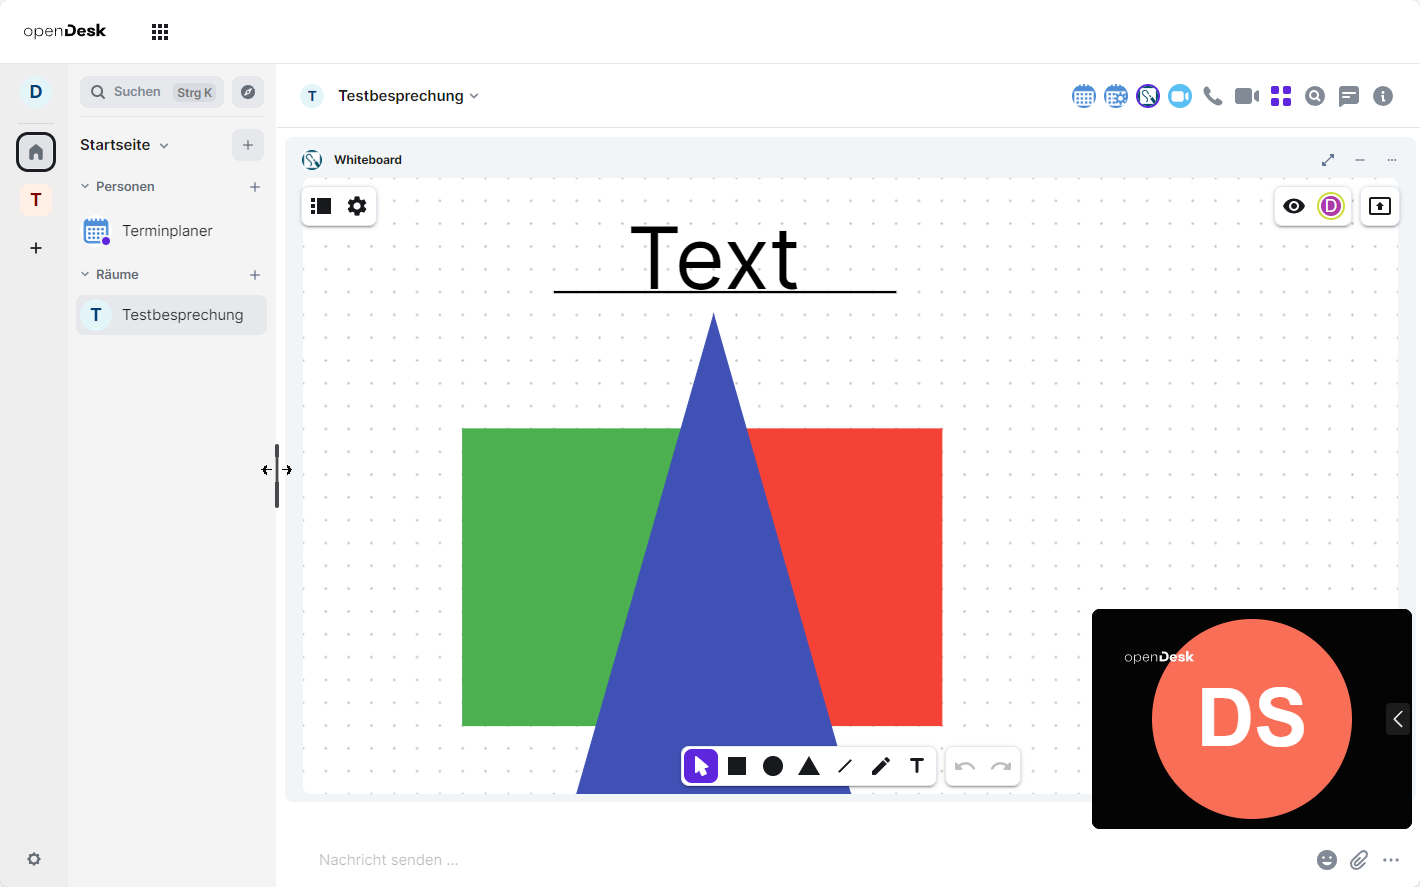 openDesk
D
Suchen Strg K
T Testbesprechung
Startseite
Whiteboard
T
Personen
Terminplaner
D
Räume
T Testbesprechung
Text
openDesk
DS
T
Nachricht senden ...